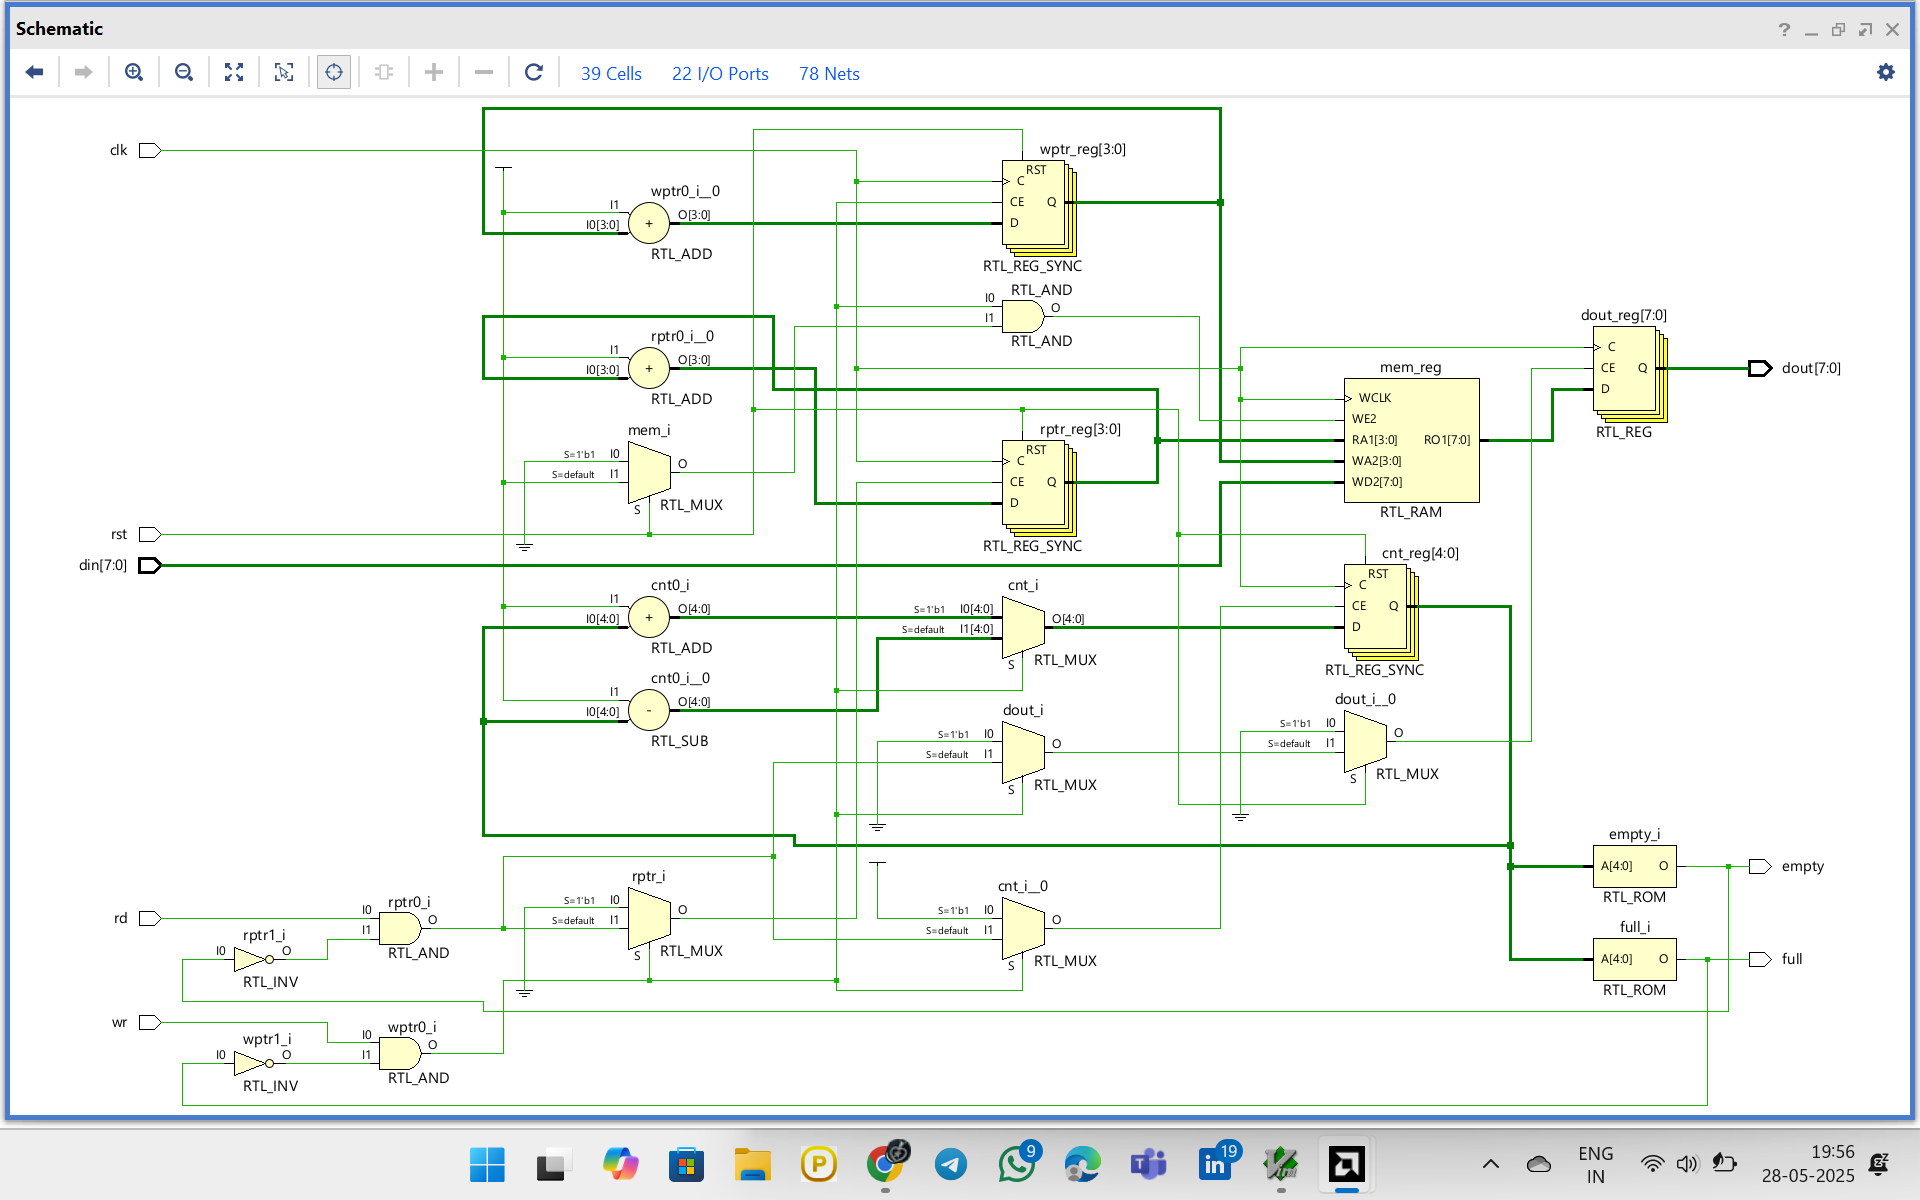 Schematic
39 Cells 22 I/O Ports 78 Nets
clk
wptr_reg[3:0]
RST
C
CE Q
D
RTL_REG_SYNC
wptr0_i__0
I1
I0[3:0] + O[3:0]
RTL_ADD
RTL_AND
I0
I1 O
RTL_AND
rptr0_i__0
I1
I0[3:0] + O[3:0]
RTL_ADD
dout_reg[7:0]
C
CE Q
D
RTL_REG
dout[7:0]
mem_reg
WCLK
WE2
RA1[3:0] RO1[7:0]
WA2[3:0]
WD2[7:0]
RTL_RAM
mem_i
S=1'b1 I0
S=default I1
O
S
RTL_MUX
rptr_reg[3:0]
RST
C
CE Q
D
RTL_REG_SYNC
rst
din[7:0]
cnt0_i
I1
I0[4:0] + O[4:0]
RTL_ADD
cnt_i
S=1'b1 I0[4:0]
S=default I1[4:0]
O[4:0]
S
RTL_MUX
cnt_reg[4:0]
RST
C
CE Q
D
RTL_REG_SYNC
cnt0_i__0
I1
I0[4:0] - O[4:0]
RTL_SUB
dout_i
S=1'b1 I0
S=default I1
O
S
RTL_MUX
dout_i__0
S=1'b1 I0
S=default I1
O
S
RTL_MUX
empty_i
A[4:0] O
RTL_ROM
empty
rptr_i
S=1'b1 I0
S=default I1
O
S
RTL_MUX
cnt_i__0
S=1'b1 I0
S=default I1
O
S
RTL_MUX
full_i
A[4:0] O
RTL_ROM
full
rd
rptr0_i
I0
I1 O
RTL_AND
rptr1_i
I0 O
RTL_INV
wr
wptr0_i
I0
I1 O
RTL_AND
wptr1_i
I0 O
RTL_INV
9
19
ENG
IN
19:56
28-05-2025